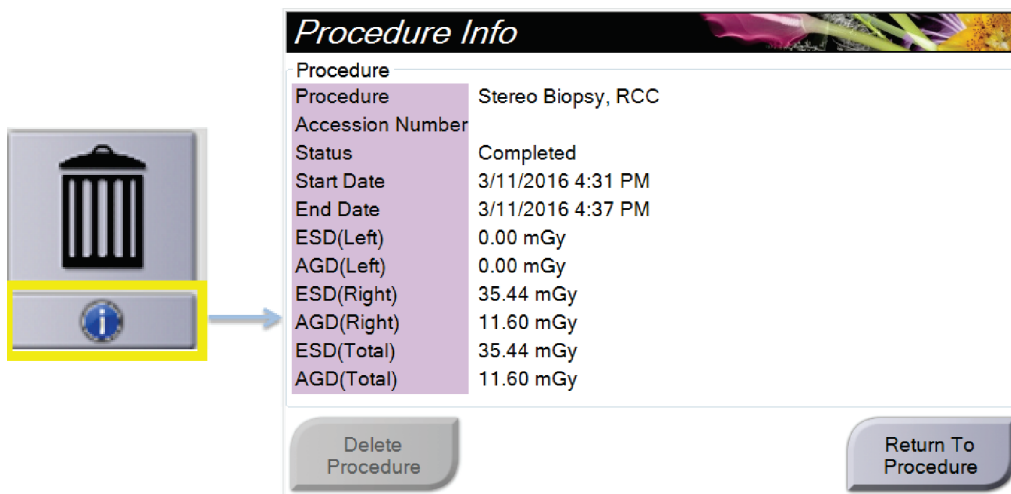 Procedure Info
Procedure
Procedure Stereo Biopsy, RCC
Accession Number
Status Completed
Start Date 3/11/2016 4:31 PM
End Date 3/11/2016 4:37 PM
ESD(Left) 0.00 mGy
AGD(Left) 0.00 mGy
ESD(Right) 35.44 mGy
AGD(Right) 11.60 mGy
ESD(Total) 35.44 mGy
AGD(Total) 11.60 mGy
Delete
Procedure
Return To
Procedure